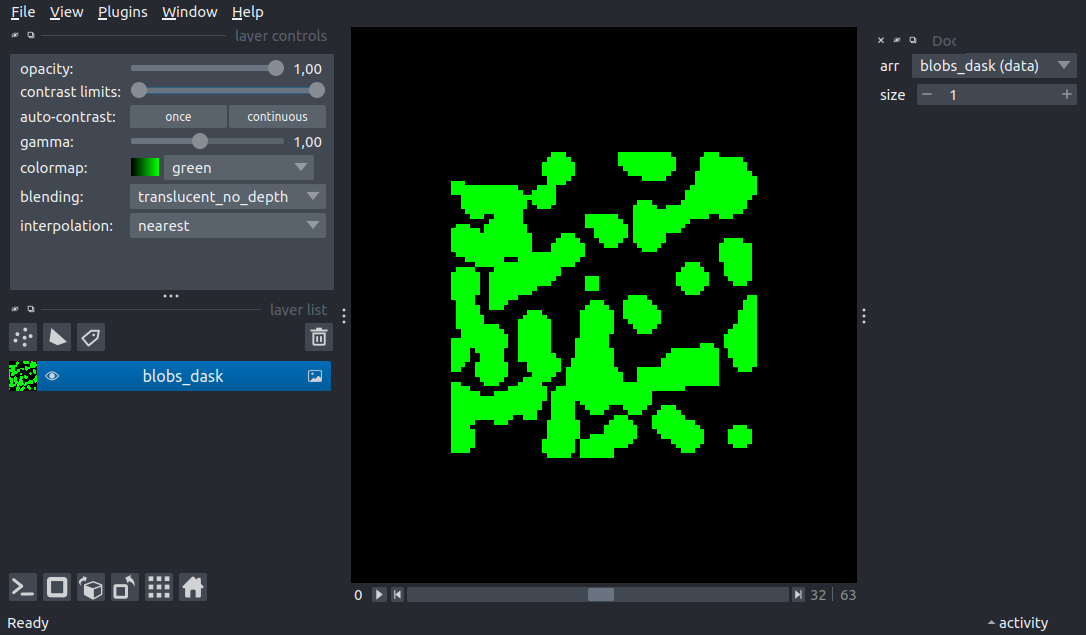 File View Plugins Window Help
layer controls
opacity: 1,00
contrast limits:
auto-contrast: once continuous
gamma: 1,00
colormap: green
blending: translucent_no_depth
interpolation: nearest
layer list
blobs_dask
0 32 | 63
Ready
arr blobs_dask (data)
size 1
activity